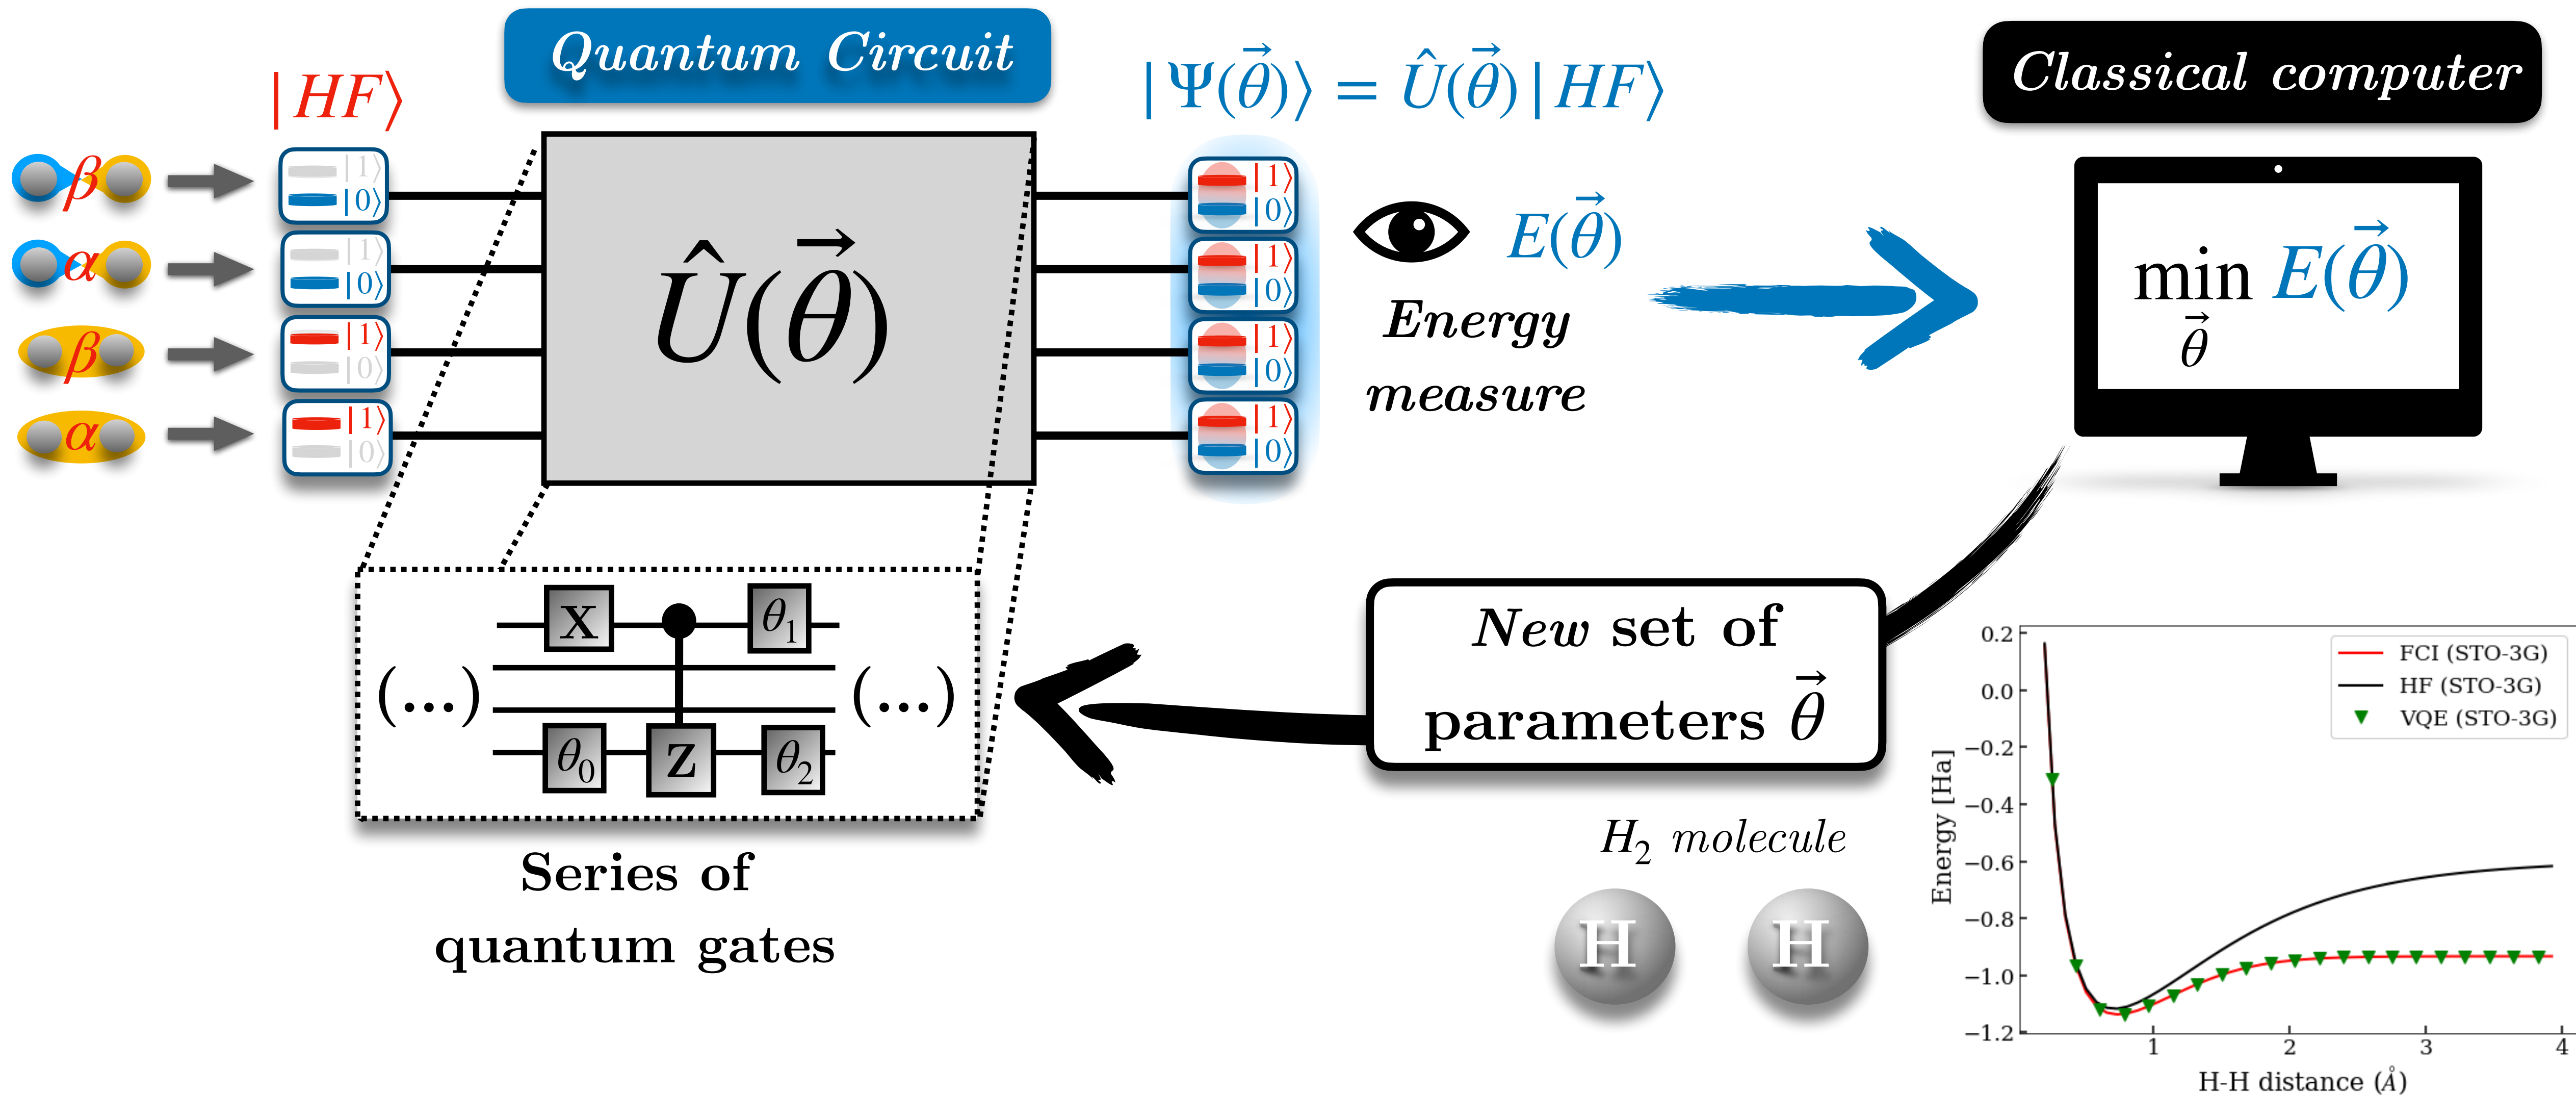 Quantum Circuit
|HF⟩
|Ψ(θ⃗)⟩ = Û(θ⃗)|HF⟩
Classical computer
β
|1⟩
|0⟩
α
|1⟩
|0⟩
β
|1⟩
|0⟩
α
|1⟩
|0⟩
Û(θ⃗)
|1⟩
|0⟩
|1⟩
|0⟩
|1⟩
|0⟩
|1⟩
|0⟩
E(θ⃗)
Energy
measure
min E(θ⃗)
θ⃗
X
θ₁
(...)
(...)
θ₀
Z
θ₂
Series of
quantum gates
New set of
parameters θ⃗
H₂ molecule
H H
FCI (STO-3G)
HF (STO-3G)
VQE (STO-3G)
Energy [Ha]
0.2
0.0
−0.2
−0.4
−0.6
−0.8
−1.0
−1.2
1 2 3 4
H-H distance (Å)